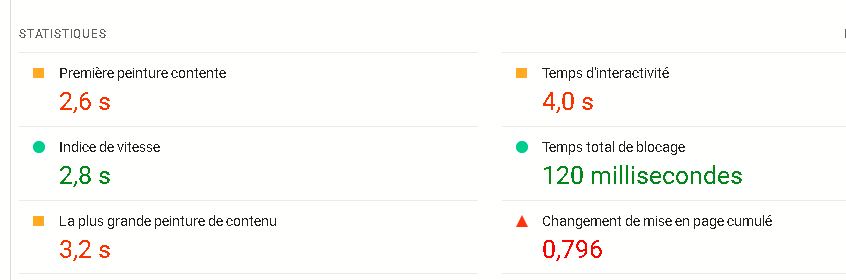 STATISTIQUES
Première peinture contente
2,6 s
Temps d'interactivité
4,0 s
Indice de vitesse
2,8 s
Temps total de blocage
120 millisecondes
La plus grande peinture de contenu
3,2 s
Changement de mise en page cumulé
0,796